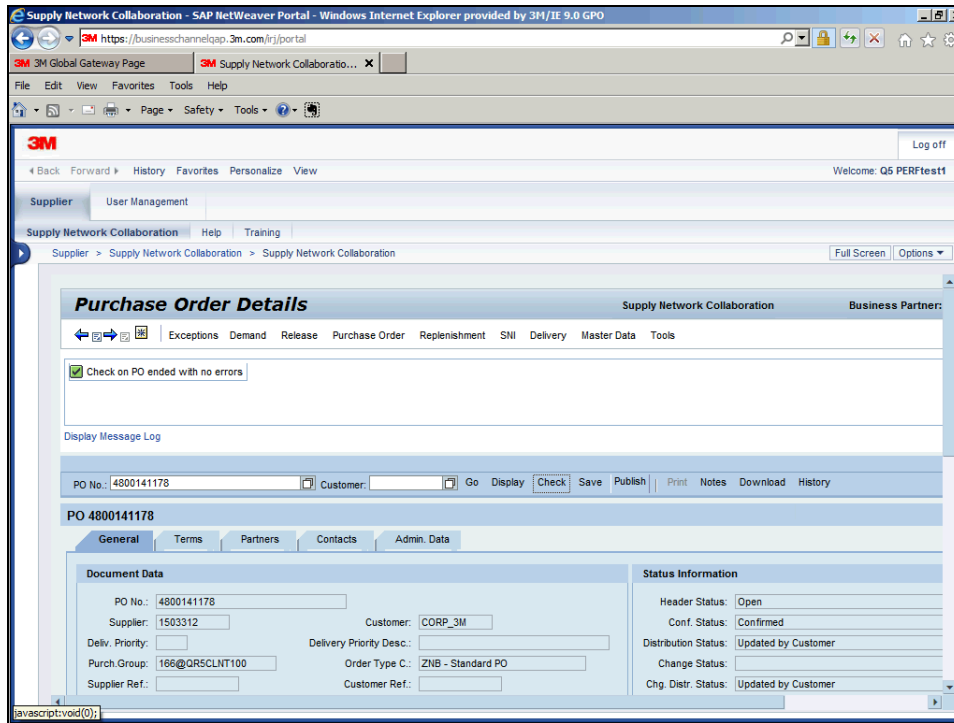 Supply Network Collaboration - SAP NetWeaver Portal - Windows Internet Explorer provided by 3M/IE 9.0 GPO
3M https://businesschannelqap.3m.com/irj/portal
3M 3M Global Gateway Page 3M Supply Network Collaboratio... X
File Edit View Favorites Tools Help
Page Safety Tools
3M Log off
Back Forward History Favorites Personalize View Welcome: Q5 PERFtest1
Supplier User Management
Supply Network Collaboration Help Training
Supplier > Supply Network Collaboration > Supply Network Collaboration Full Screen Options
Purchase Order Details Supply Network Collaboration Business Partner:
Exceptions Demand Release Purchase Order Replenishment SNI Delivery Master Data Tools
Check on PO ended with no errors
Display Message Log
PO No.: 4800141178 Customer: Go Display Check Save Publish Print Notes Download History
PO 4800141178
General Terms Partners Contacts Admin. Data
Document Data Status Information
PO No.: 4800141178 Header Status: Open
Supplier: 1503312 Customer: CORP_3M Conf. Status: Confirmed
Deliv. Priority: Delivery Priority Desc.: Distribution Status: Updated by Customer
Purch.Group: 166@QR5CLNT100 Order Type C.: ZNB - Standard PO Change Status:
Supplier Ref.: Customer Ref.: Chg. Distr. Status: Updated by Customer
javascript:void(0);